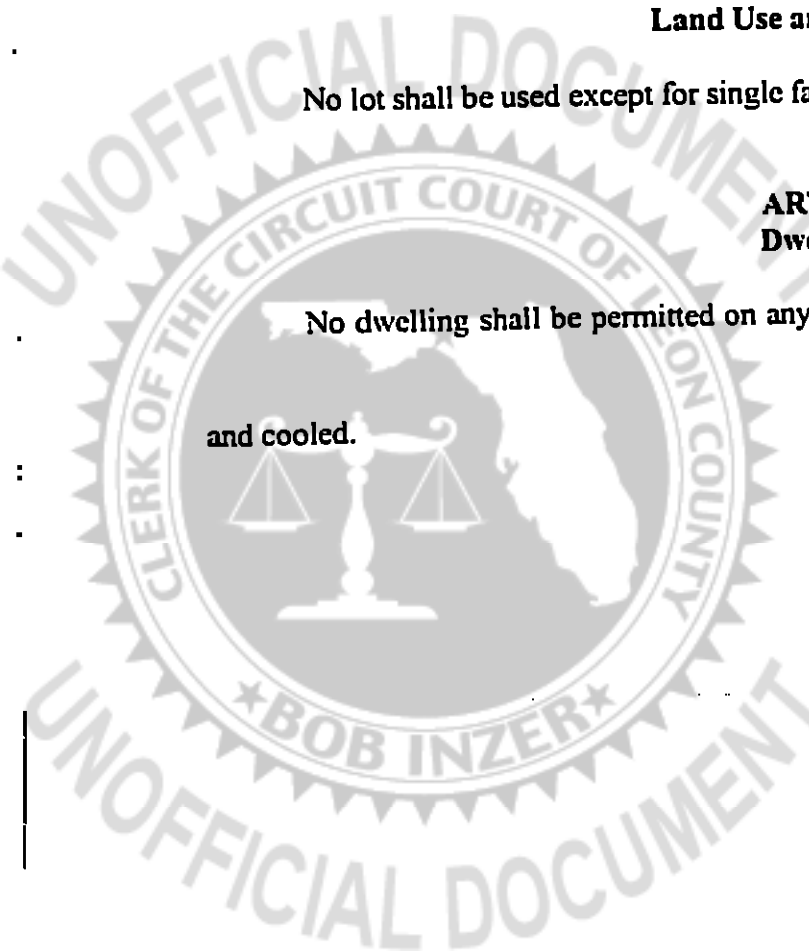 Land Use a
No lot shall be used except for single fa
AR
Dw
No dwelling shall be permitted on any
and cooled.
UNOFFICIAL DOCUMENT
CLERK OF THE CIRCUIT COURT OF LEON COUNTY
BOB INZER
UNOFFICIAL DOCUMENT